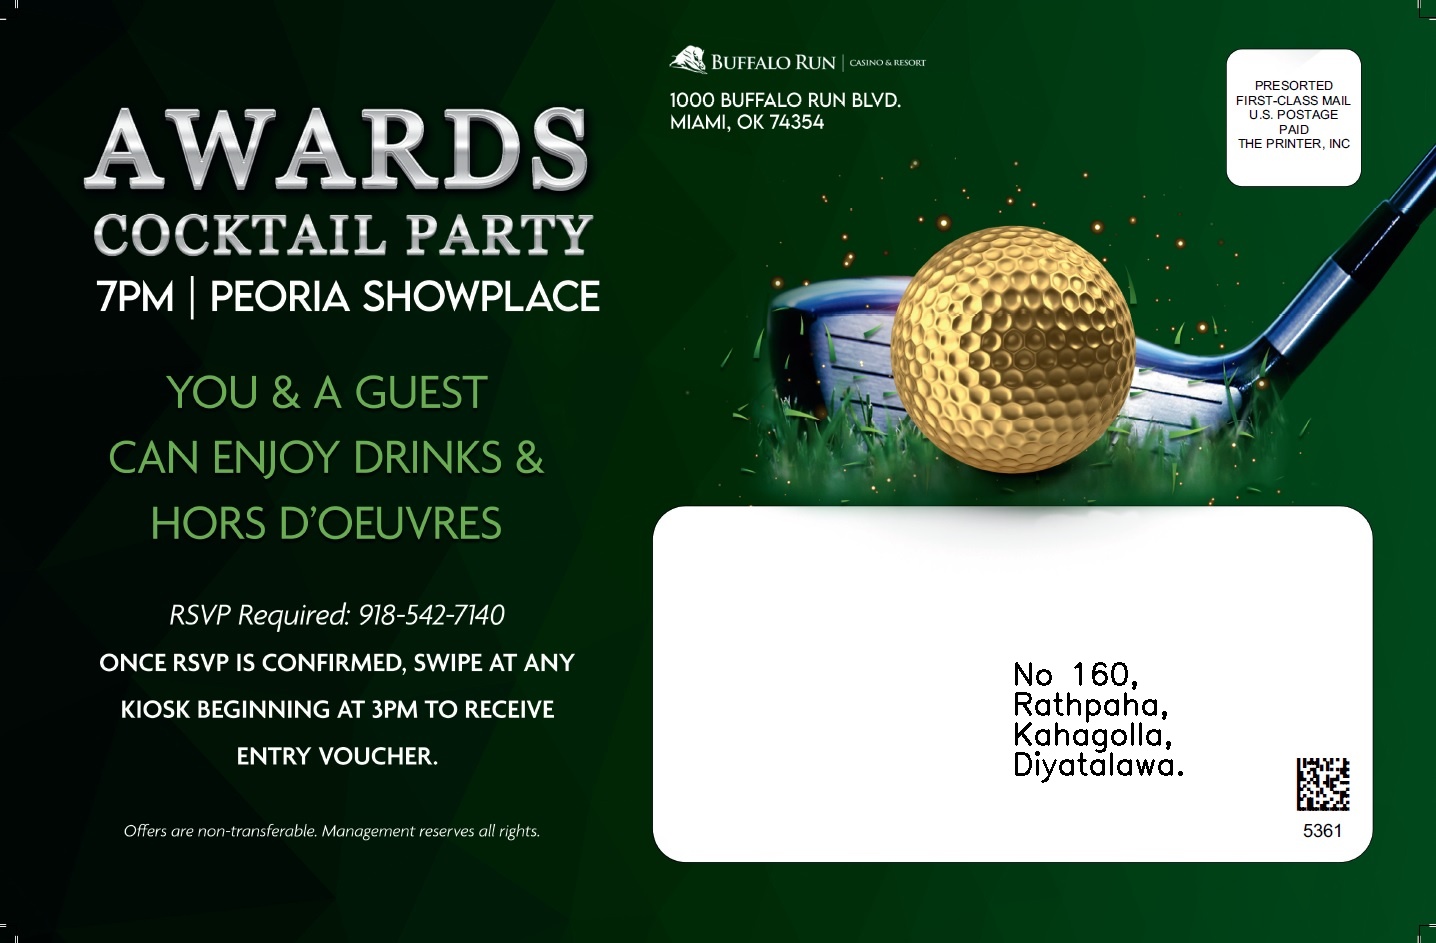 AWARDS
COCKTAIL PARTY
7PM | PEORIA SHOWPLACE
YOU & A GUEST
CAN ENJOY DRINKS &
HORS D'OEUVRES
RSVP Required: 918-542-7140
ONCE RSVP IS CONFIRMED, SWIPE AT ANY
KIOSK BEGINNING AT 3PM TO RECEIVE
ENTRY VOUCHER.
Offers are non-transferable. Management reserves all rights.
BUFFALO RUN | CASINO & RESORT
1000 BUFFALO RUN BLVD.
MIAMI, OK 74354
PRESORTED
FIRST-CLASS MAIL
U.S. POSTAGE
PAID
THE PRINTER, INC
No 160,
Rathpaha,
Kahagolla,
Diyatalawa.
5361